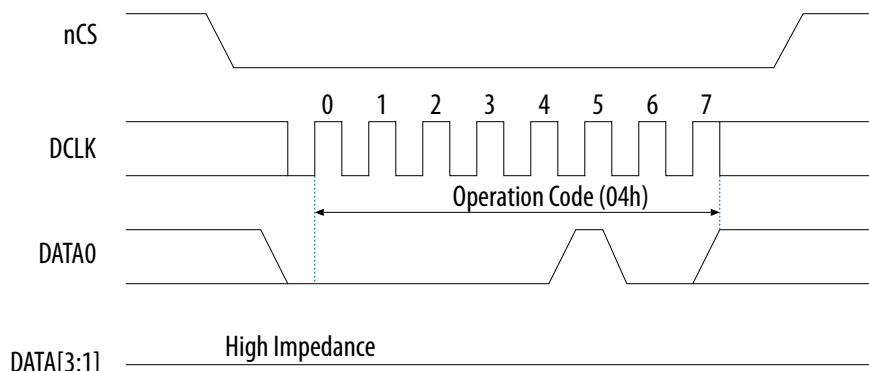 nCS
0 1 2 3 4 5 6 7
DCLK
Operation Code (04h)
DATA0
High Impedance
DATA[3:1]